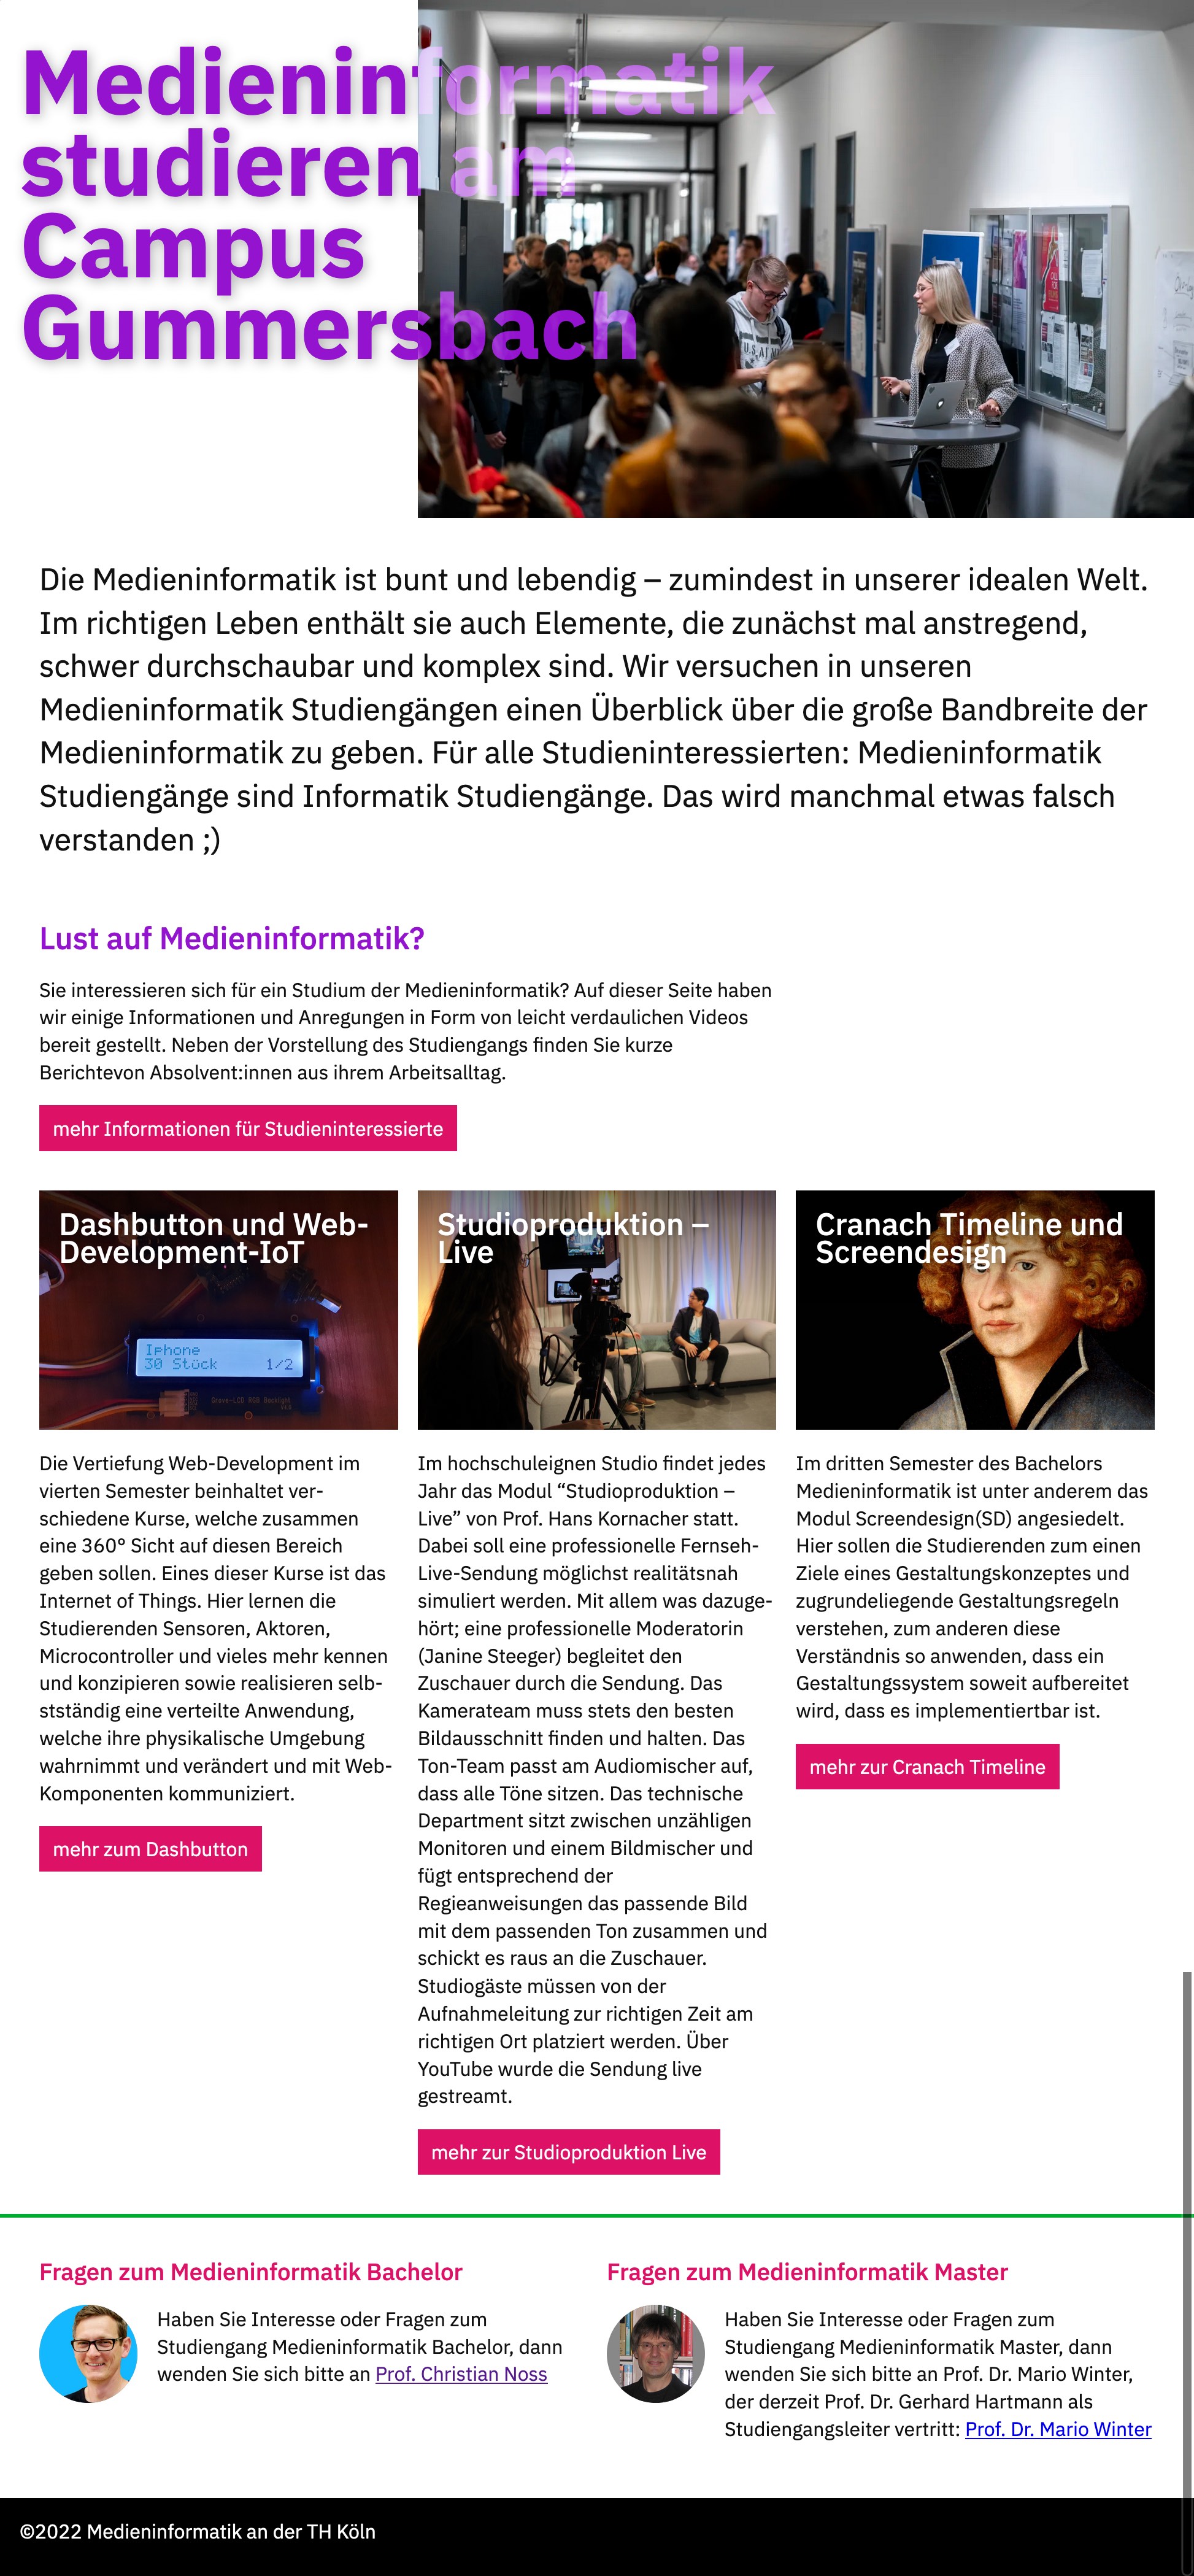 Medieninformatik
studieren am
Campus
Gummersbach
Die Medieninformatik ist bunt und lebendig – zumindest in unserer idealen Welt.
Im richtigen Leben enthält sie auch Elemente, die zunächst mal anstregend,
schwer durchschaubar und komplex sind. Wir versuchen in unseren
Medieninformatik Studiengängen einen Überblick über die große Bandbreite der
Medieninformatik zu geben. Für alle Studieninteressierten: Medieninformatik
Studiengänge sind Informatik Studiengänge. Das wird manchmal etwas falsch
verstanden ;)
Lust auf Medieninformatik?
Sie interessieren sich für ein Studium der Medieninformatik? Auf dieser Seite haben
wir einige Informationen und Anregungen in Form von leicht verdaulichen Videos
bereit gestellt. Neben der Vorstellung des Studiengangs finden Sie kurze
Berichtevon Absolvent:innen aus ihrem Arbeitsalltag.
mehr Informationen für Studieninteressierte
Dashbutton und Web-
Development-IoT
Iphone
30 Stück 1/2
Die Vertiefung Web-Development im
vierten Semester beinhaltet ver-
schiedene Kurse, welche zusammen
eine 360° Sicht auf diesen Bereich
geben sollen. Eines dieser Kurse ist das
Internet of Things. Hier lernen die
Studierenden Sensoren, Aktoren,
Microcontroller und vieles mehr kennen
und konzipieren sowie realisieren selb-
stständig eine verteilte Anwendung,
welche ihre physikalische Umgebung
wahrnimmt und verändert und mit Web-
Komponenten kommuniziert.
mehr zum Dashbutton
Studioproduktion –
Live
Im hochschuleignen Studio findet jedes
Jahr das Modul “Studioproduktion –
Live” von Prof. Hans Kornacher statt.
Dabei soll eine professionelle Fernseh-
Live-Sendung möglichst realitätsnah
simuliert werden. Mit allem was dazuge-
hört; eine professionelle Moderatorin
(Janine Steeger) begleitet den
Zuschauer durch die Sendung. Das
Kamerateam muss stets den besten
Bildausschnitt finden und halten. Das
Ton-Team passt am Audiomischer auf,
dass alle Töne sitzen. Das technische
Department sitzt zwischen unzähligen
Monitoren und einem Bildmischer und
fügt entsprechend der
Regieanweisungen das passende Bild
mit dem passenden Ton zusammen und
schickt es raus an die Zuschauer.
Studiogäste müssen von der
Aufnahmeleitung zur richtigen Zeit am
richtigen Ort platziert werden. Über
YouTube wurde die Sendung live
gestreamt.
mehr zur Studioproduktion Live
Cranach Timeline und
Screendesign
Im dritten Semester des Bachelors
Medieninformatik ist unter anderem das
Modul Screendesign(SD) angesiedelt.
Hier sollen die Studierenden zum einen
Ziele eines Gestaltungskonzeptes und
zugrundeliegende Gestaltungsregeln
verstehen, zum anderen diese
Verständnis so anwenden, dass ein
Gestaltungssystem soweit aufbereitet
wird, dass es implementiertbar ist.
mehr zur Cranach Timeline
Fragen zum Medieninformatik Bachelor
Haben Sie Interesse oder Fragen zum
Studiengang Medieninformatik Bachelor, dann
wenden Sie sich bitte an Prof. Christian Noss
Fragen zum Medieninformatik Master
Haben Sie Interesse oder Fragen zum
Studiengang Medieninformatik Master, dann
wenden Sie sich bitte an Prof. Dr. Mario Winter,
der derzeit Prof. Dr. Gerhard Hartmann als
Studiengangsleiter vertritt: Prof. Dr. Mario Winter
©2022 Medieninformatik an der TH Köln